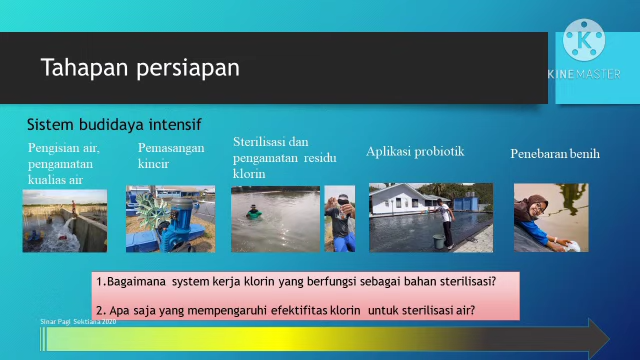 Tahapan persiapan
KINEMASTER
Sistem budidaya intensif
Pengisian air,
pengamatan
kualias air
Pemasangan
kincir
Sterilisasi dan
pengamatan residu
klorin
Aplikasi probiotik
Penebaran benih
1.Bagaimana system kerja klorin yang berfungsi sebagai bahan sterilisasi?
2. Apa saja yang mempengaruhi efektifitas klorin untuk sterilisasi air?
Sinar Pagi Sektiana 2020